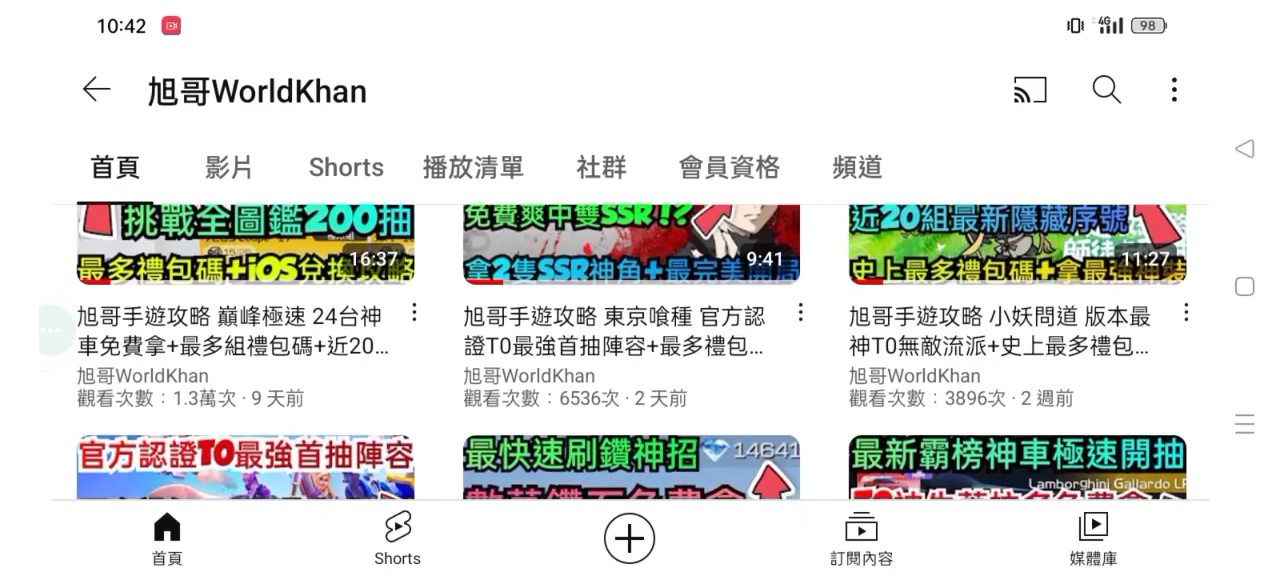 10:42
4G
98
旭哥WorldKhan
首頁
影片
Shorts
播放清單
社群
會員資格
頻道
挑戰全圖鑑200抽
16:37
最多禮包碼+iOS兌換攻略
免費爽中雙SSR!?
9:41
拿2隻SSR神角+最完美開局
近20組最新隱藏序號
師徒
11:27
史上最多禮包碼+拿最強神裝
旭哥手遊攻略 巔峰極速 24台神
車免費拿+最多組禮包碼+近20...
旭哥WorldKhan
觀看次數：1.3萬次 · 9 天前
旭哥手遊攻略 東京喰種 官方認
證T0最強首抽陣容+最多禮包...
旭哥WorldKhan
觀看次數：6536次 · 2 天前
旭哥手遊攻略 小妖問道 版本最
神T0無敵流派+史上最多禮包...
旭哥WorldKhan
觀看次數：3896次 · 2 週前
官方認證T0最強首抽陣容
最快速刷鑽神招
14641
最新霸榜神車極速開抽
Lamborghini Gallardo LP
首頁
Shorts
訂閱內容
媒體庫